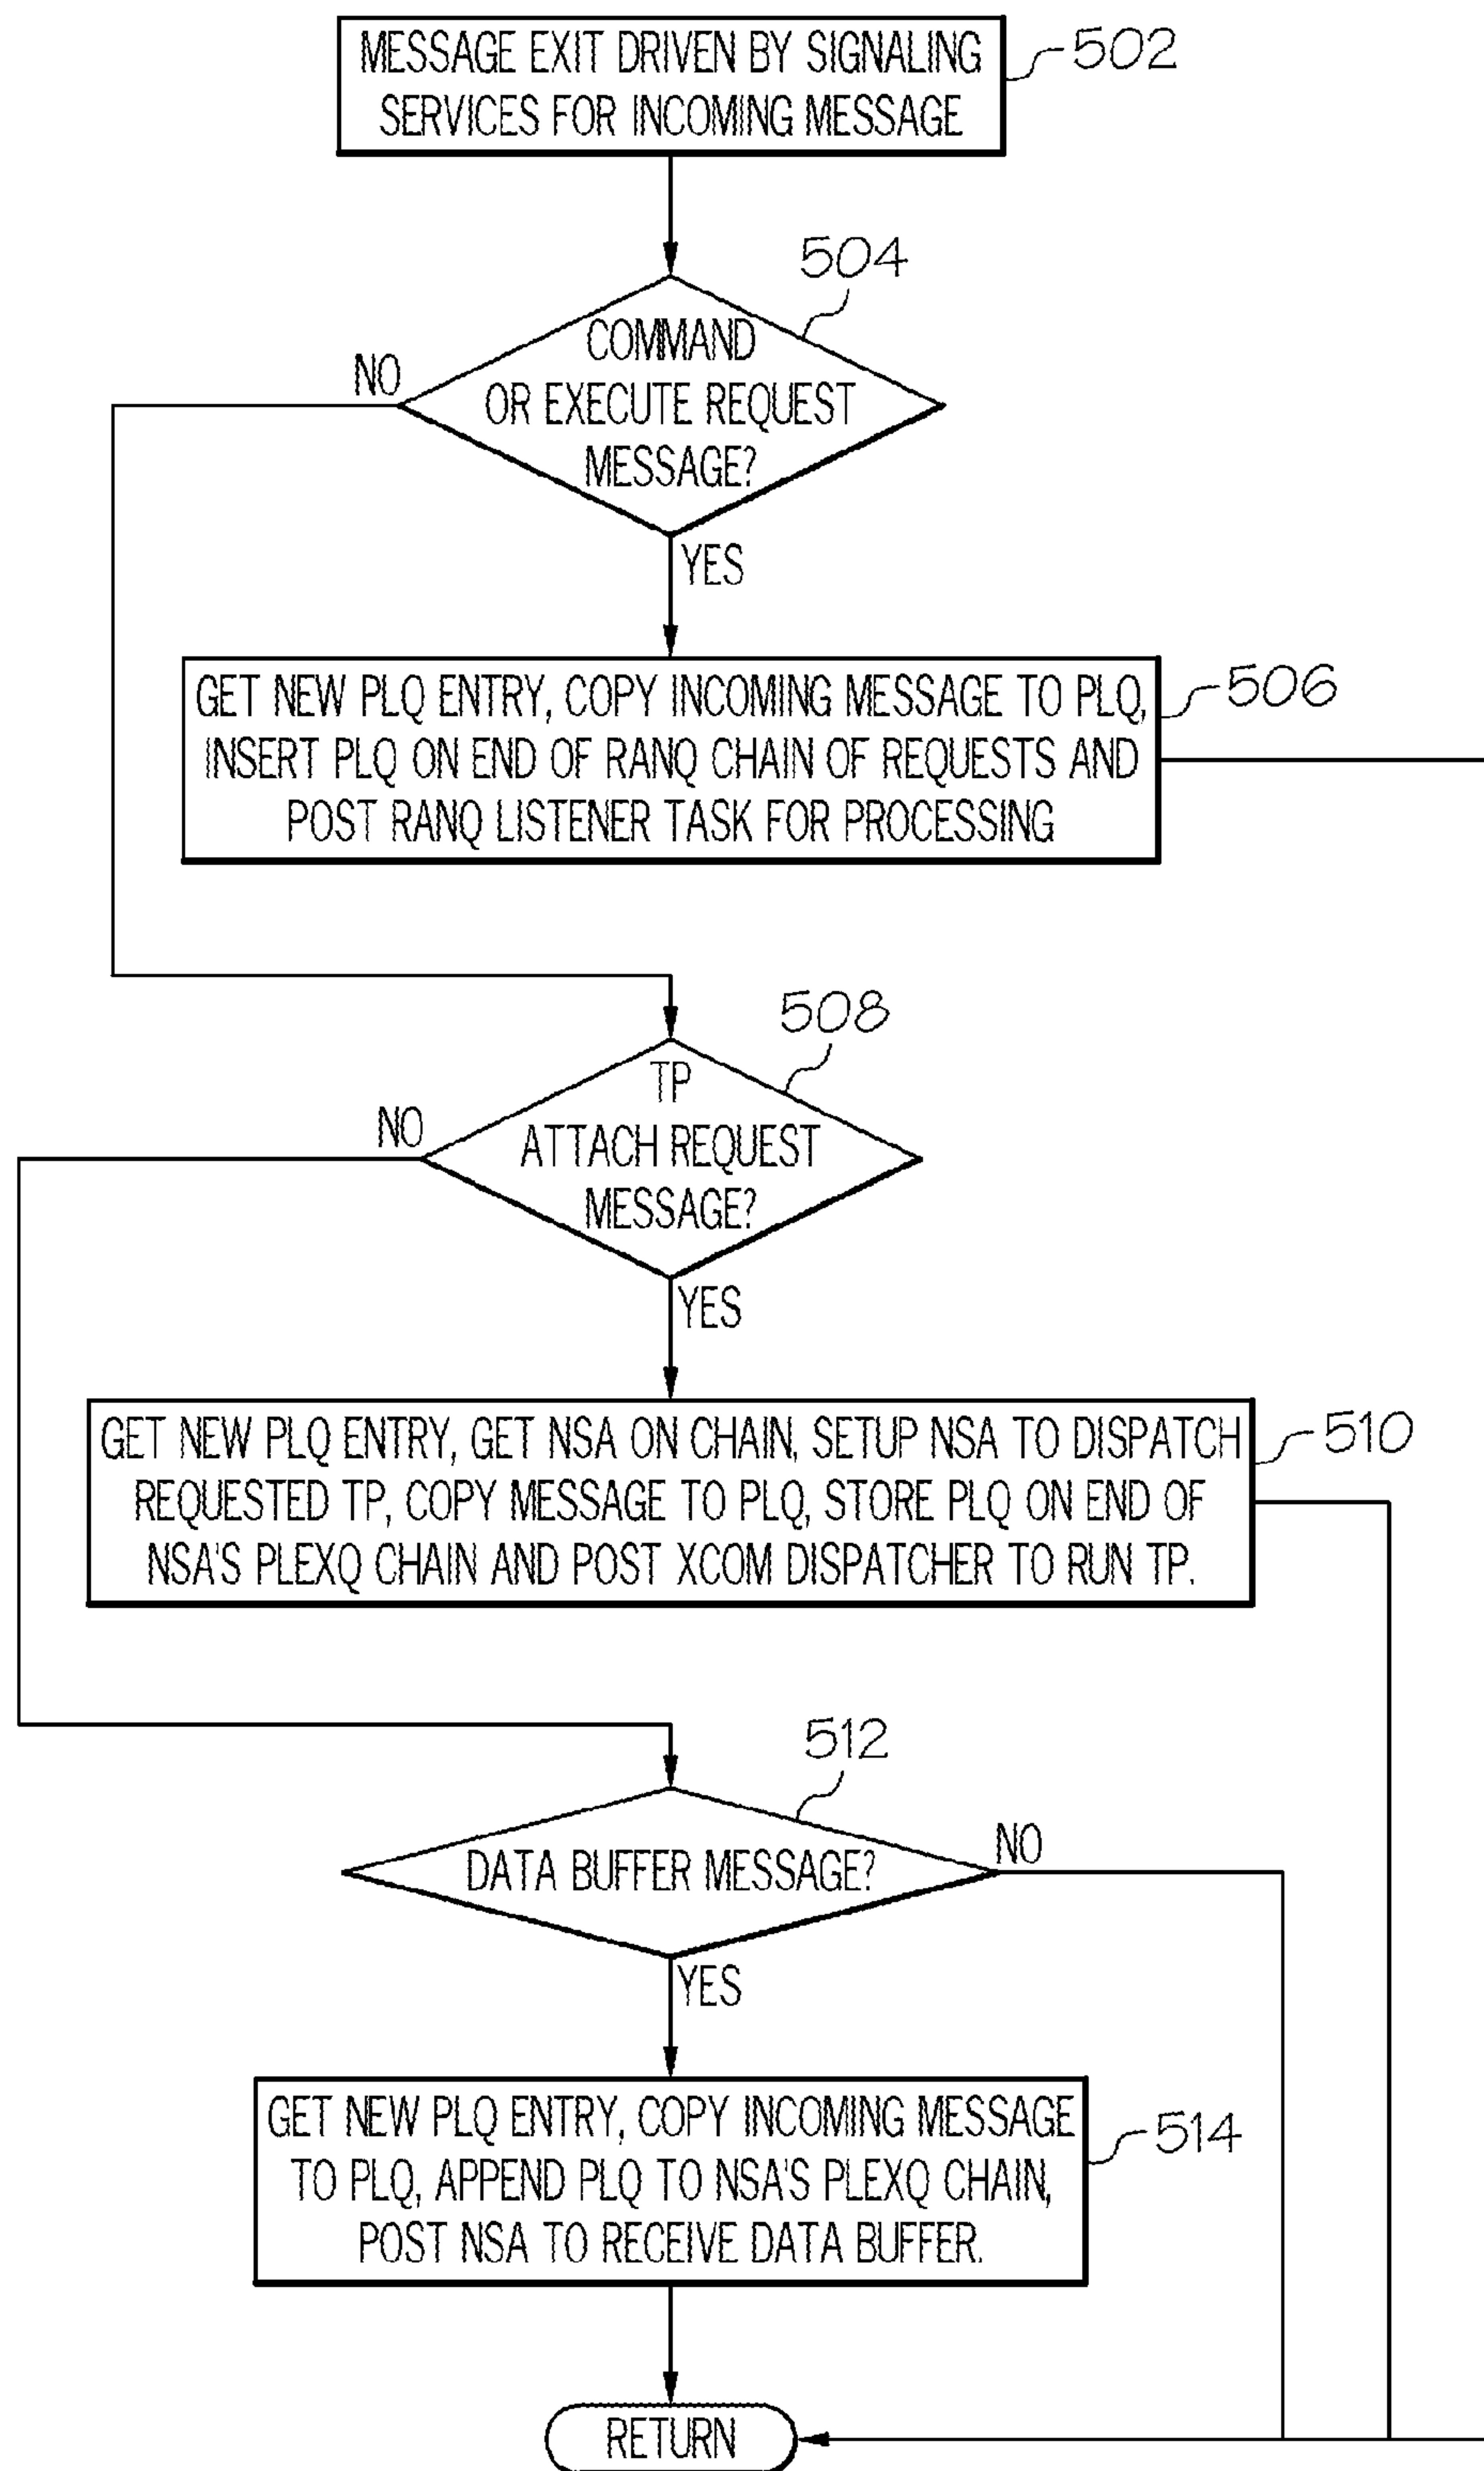 MESSAGE EXIT DRIVEN BY SIGNALING
SERVICES FOR INCOMING MESSAGE
502
504
COMMAND
OR EXECUTE REQUEST
MESSAGE?
NO
YES
GET NEW PLQ ENTRY, COPY INCOMING MESSAGE TO PLQ,
INSERT PLQ ON END OF RANQ CHAIN OF REQUESTS AND
POST RANQ LISTENER TASK FOR PROCESSING
506
508
TP
ATTACH REQUEST
MESSAGE?
NO
YES
GET NEW PLQ ENTRY, GET NSA ON CHAIN, SETUP NSA TO DISPATCH
REQUESTED TP, COPY MESSAGE TO PLQ, STORE PLQ ON END OF
NSA'S PLEXQ CHAIN AND POST XCOM DISPATCHER TO RUN TP.
510
512
DATA BUFFER MESSAGE?
NO
YES
GET NEW PLQ ENTRY, COPY INCOMING MESSAGE
TO PLQ, APPEND PLQ TO NSA'S PLEXQ CHAIN,
POST NSA TO RECEIVE DATA BUFFER.
514
RETURN